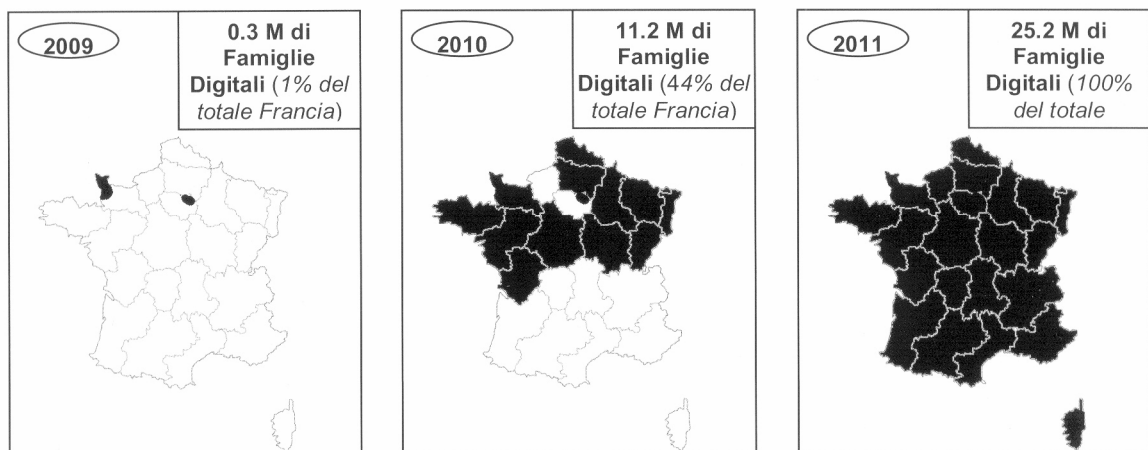 2009
0.3 M di
Famiglie
Digitali (1% del
totale Francia)
2010
11.2 M di
Famiglie
Digitali (44% del
totale Francia)
2011
25.2 M di
Famiglie
Digitali (100%
del totale